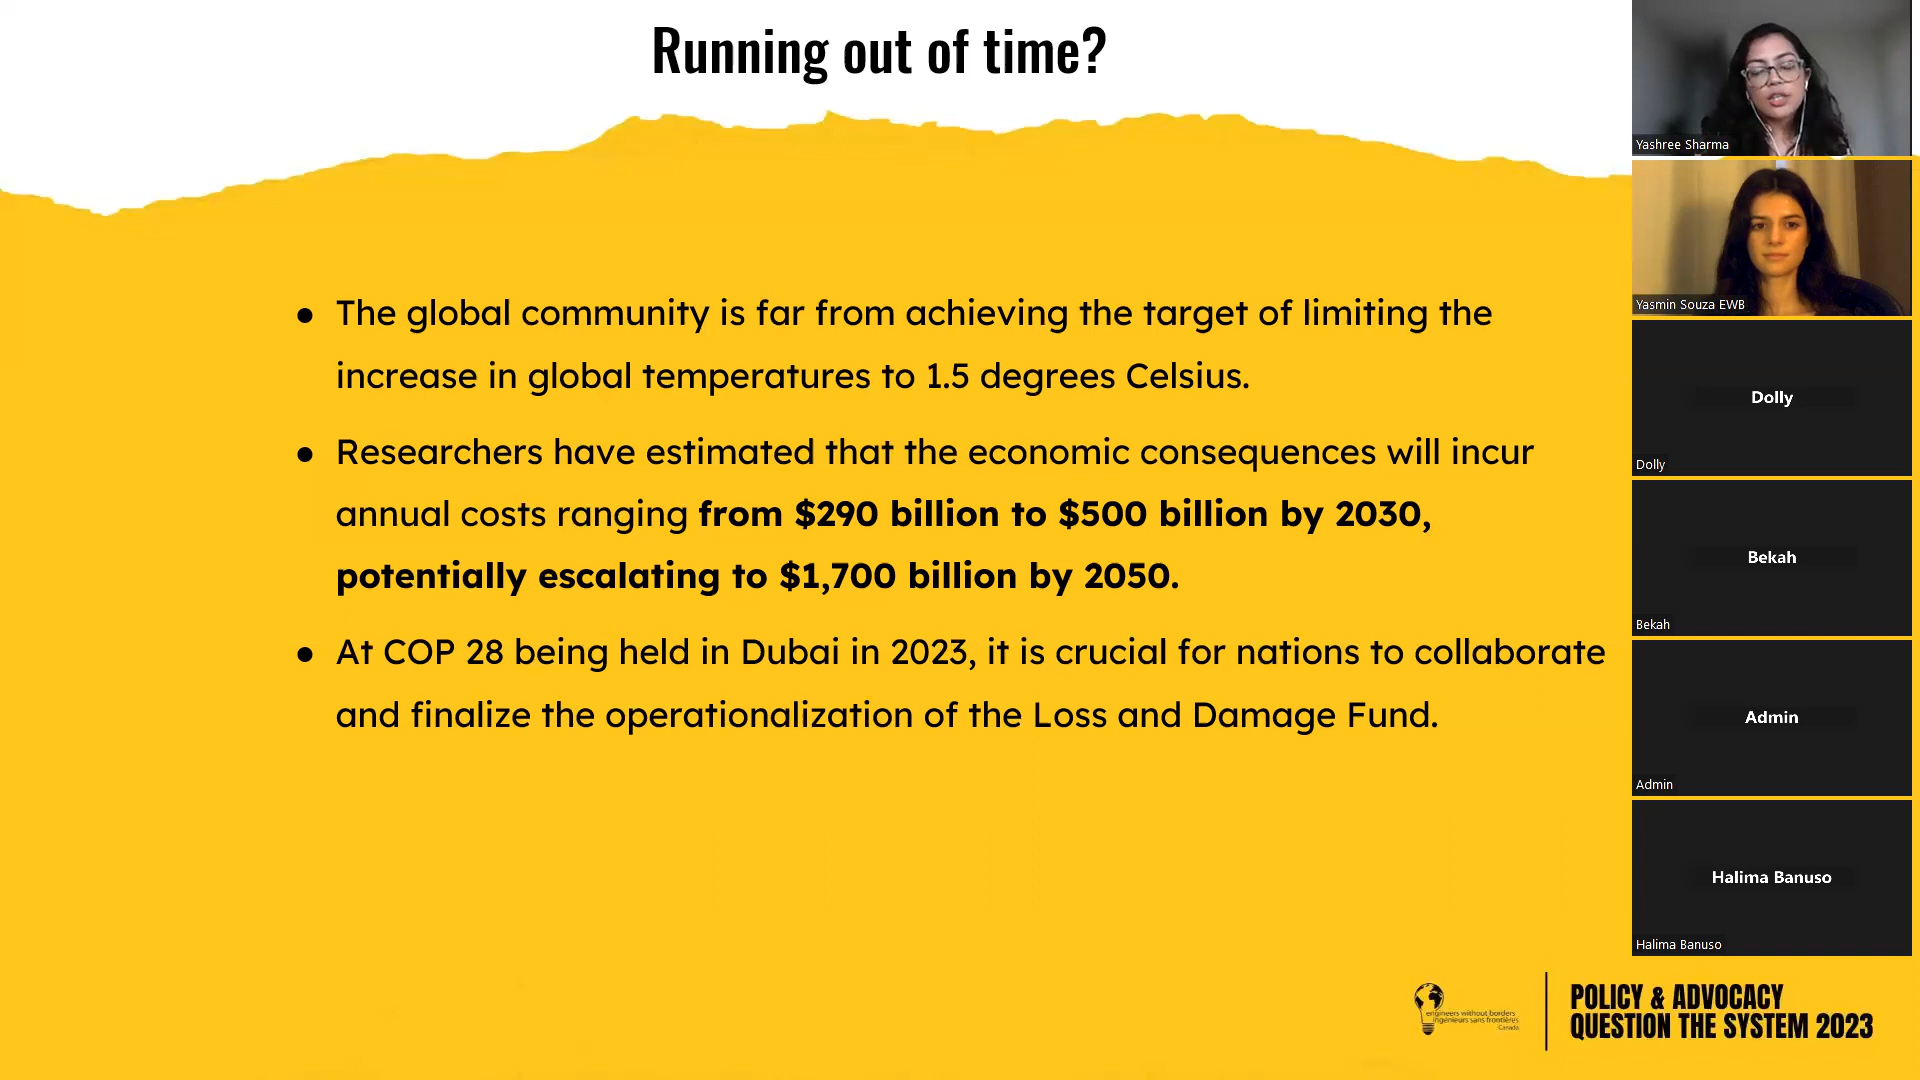 Running out of time?
● The global community is far from achieving the target of limiting the
increase in global temperatures to 1.5 degrees Celsius.
● Researchers have estimated that the economic consequences will incur
annual costs ranging from $290 billion to $500 billion by 2030,
potentially escalating to $1,700 billion by 2050.
● At COP 28 being held in Dubai in 2023, it is crucial for nations to collaborate
and finalize the operationalization of the Loss and Damage Fund.
Yashree Sharma
Yasmin Souza EWB
Dolly
Dolly
Bekah
Bekah
Admin
Admin
Halima Banuso
Halima Banuso
engineers without borders
ingénieurs sans frontières
Canada
POLICY & ADVOCACY
QUESTION THE SYSTEM 2023